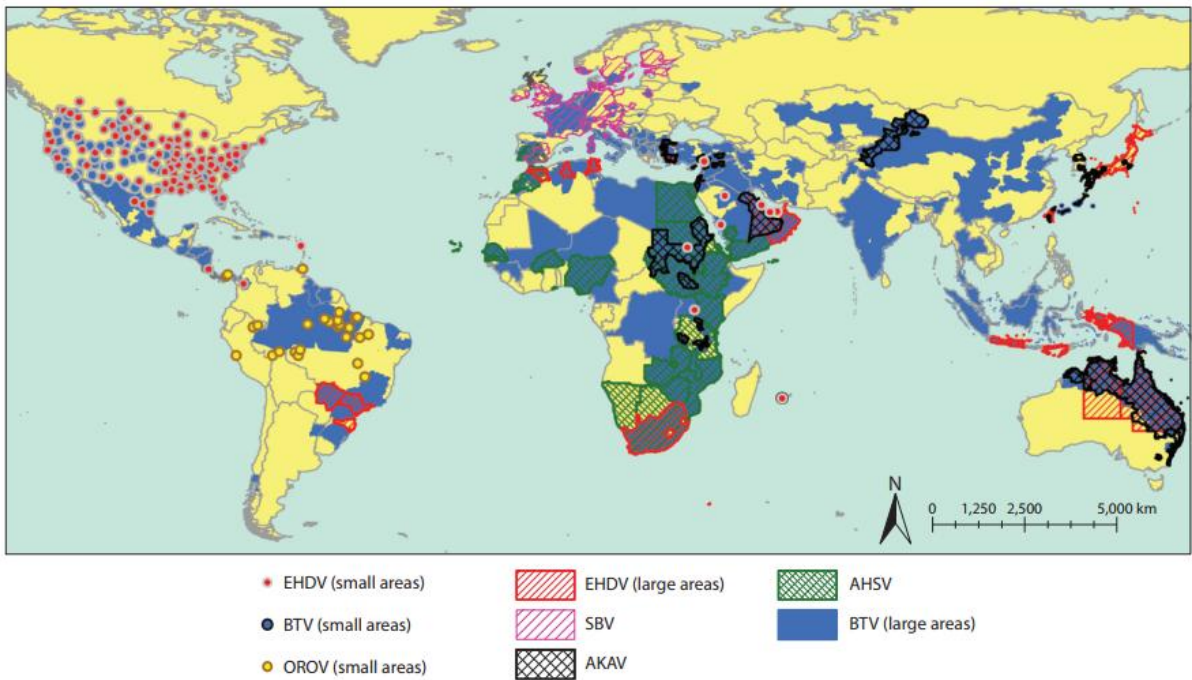 N
0 1,250 2,500 5,000 km
EHDV (small areas)
EHDV (large areas)
AHSV
BTV (small areas)
SBV
BTV (large areas)
OROV (small areas)
AKAV